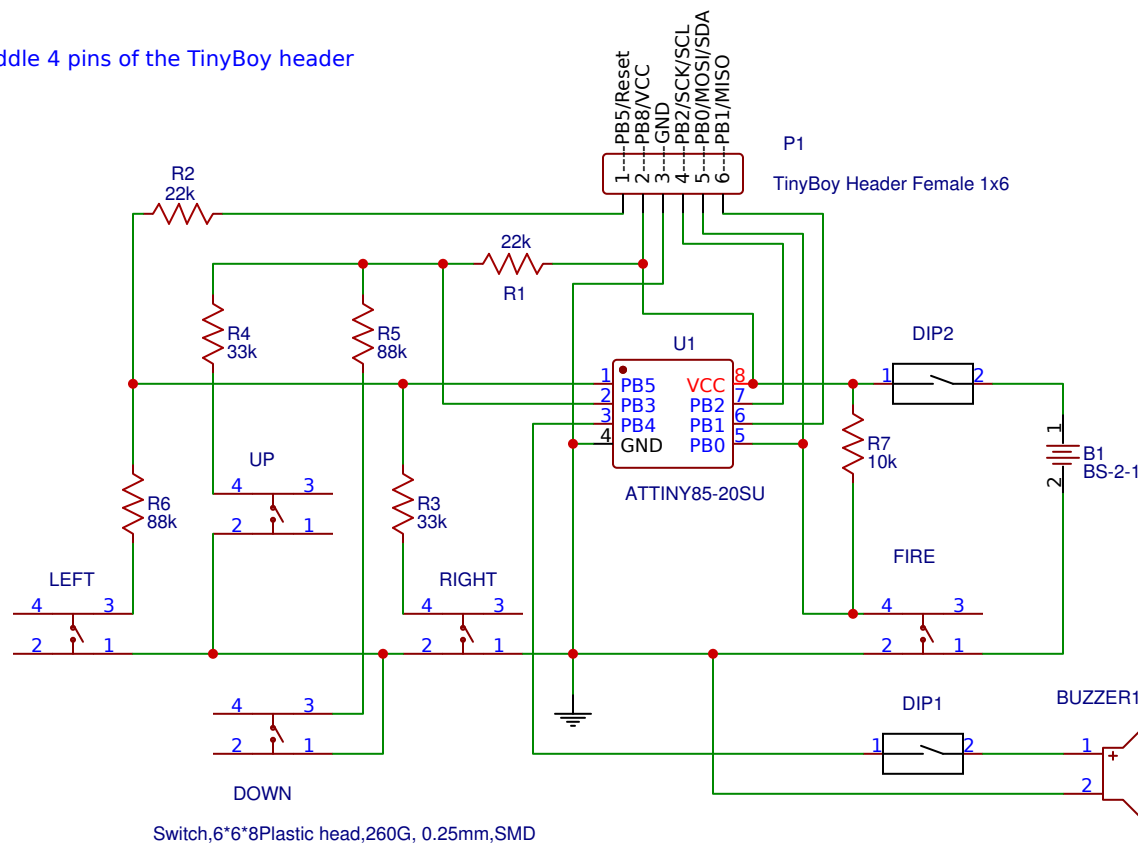 ddle 4 pins of the TinyBoy header
1----PB5/Reset
2----PB8/VCC
3----GND
4----PB2/SCK/SCL
5----PB0/MOSI/SDA
6----PB1/MISO
P1
TinyBoy Header Female 1x6
R2
22k
22k
R1
R4
33k
R5
88k
U1
1 PB5 VCC 8
2 PB3 PB2 7
3 PB4 PB1 6
4 GND PB0 5
ATTINY85-20SU
DIP2
1 2
R7
10k
1
B1
BS-2-1
2
UP
4 3
2 1
R6
88k
R3
33k
LEFT
4 3
2 1
RIGHT
4 3
2 1
FIRE
4 3
2 1
4 3
2 1
DOWN
DIP1
1 2
BUZZER1
1
+
2
Switch,6*6*8Plastic head,260G, 0.25mm,SMD